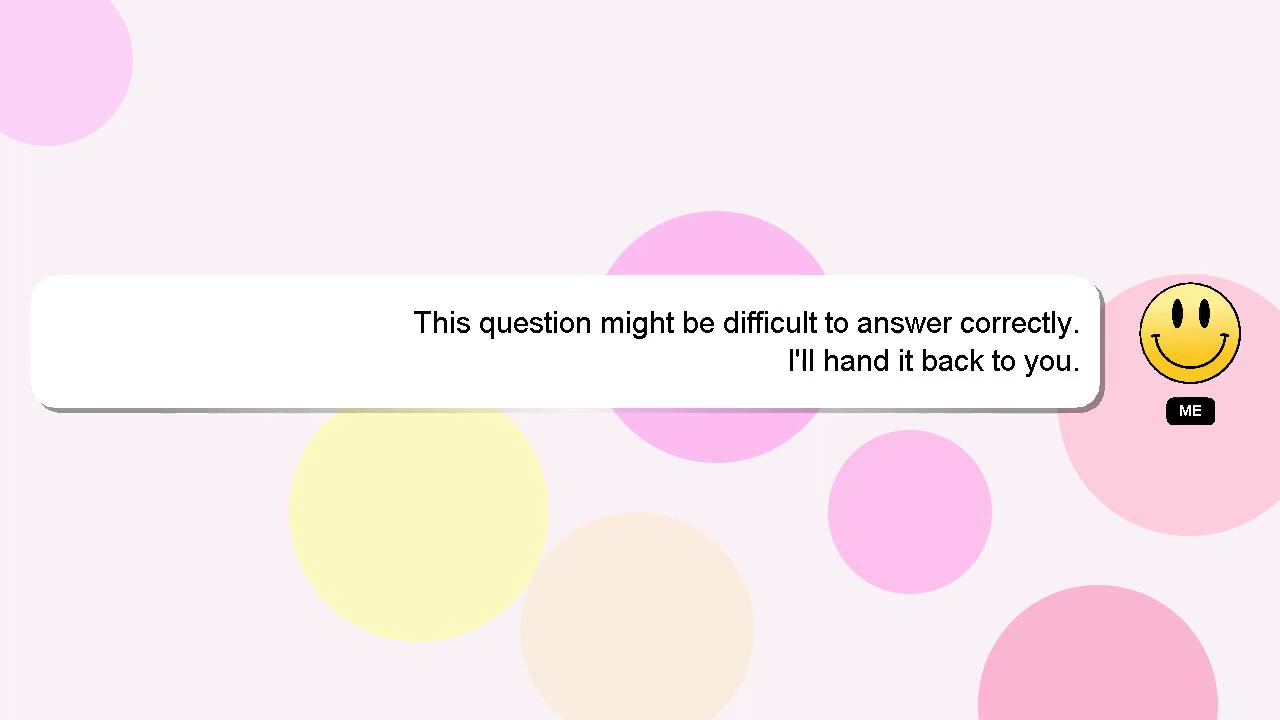 This question might be difficult to answer correctly.
I'll hand it back to you.
ME